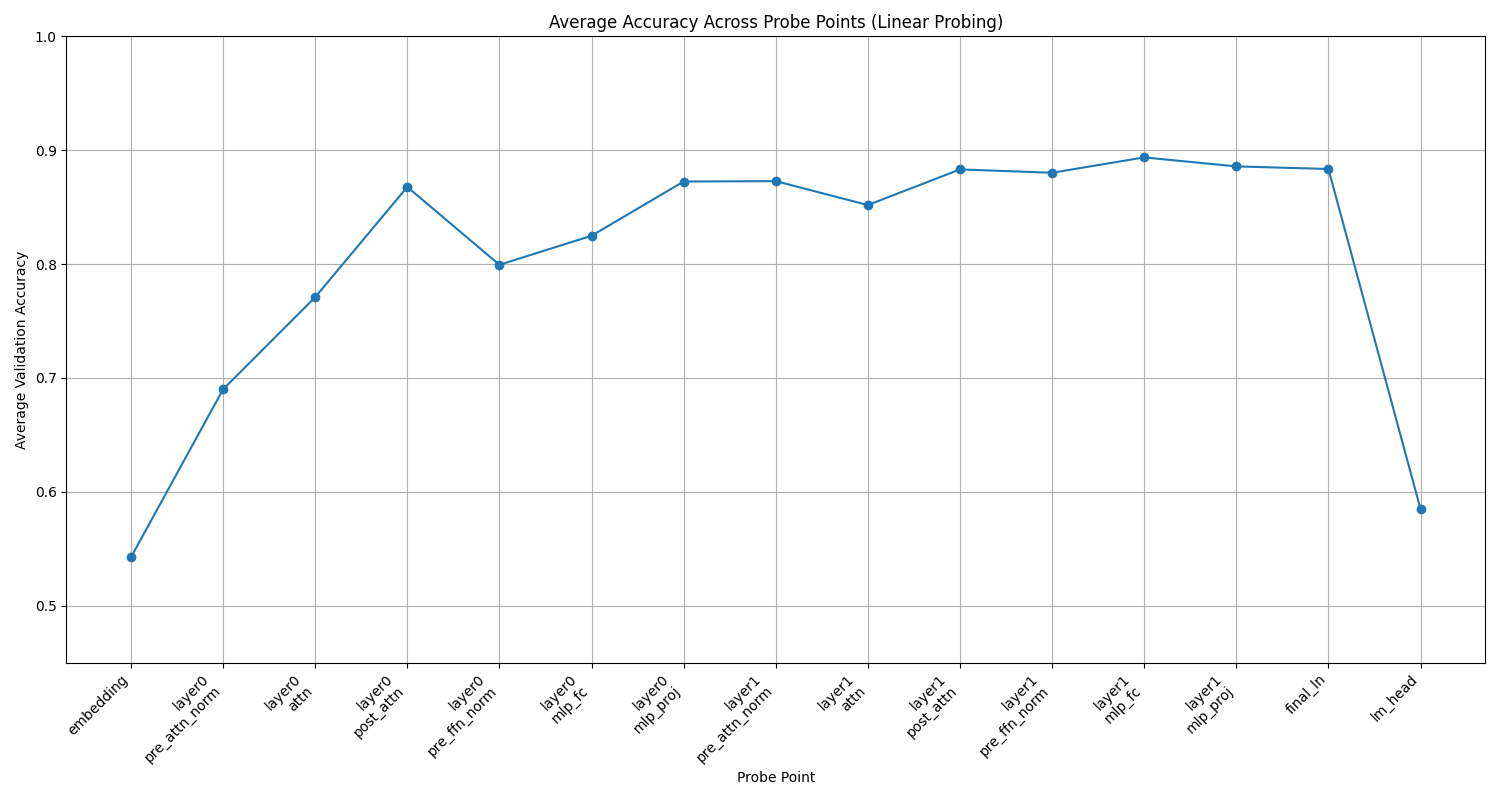 Average Accuracy Across Probe Points (Linear Probing)
Average Validation Accuracy
1.0
0.9
0.8
0.7
0.6
0.5
embedding
layer0
pre_attn_norm
layer0
attn
layer0
post_attn
layer0
pre_ffn_norm
layer0
mlp_fc
layer0
mlp_proj
layer1
pre_attn_norm
layer1
attn
layer1
post_attn
layer1
pre_ffn_norm
layer1
mlp_fc
layer1
mlp_proj
final_ln
lm_head
Probe Point